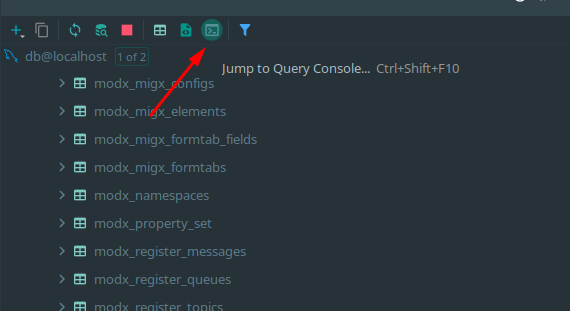 db@localhost 1 of 2
Jump to Query Console... Ctrl+Shift+F10
modx_migx_configs
modx_migx_elements
modx_migx_formtab_fields
modx_migx_formtabs
modx_namespaces
modx_property_set
modx_register_messages
modx_register_queues
modx_register_topics